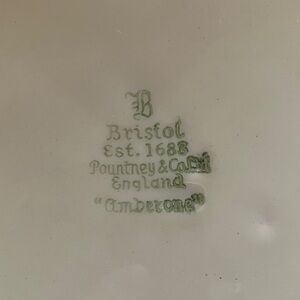 B
Bristol
Est. 1683
Pountney & Co. Ltd
England
"Amberone"